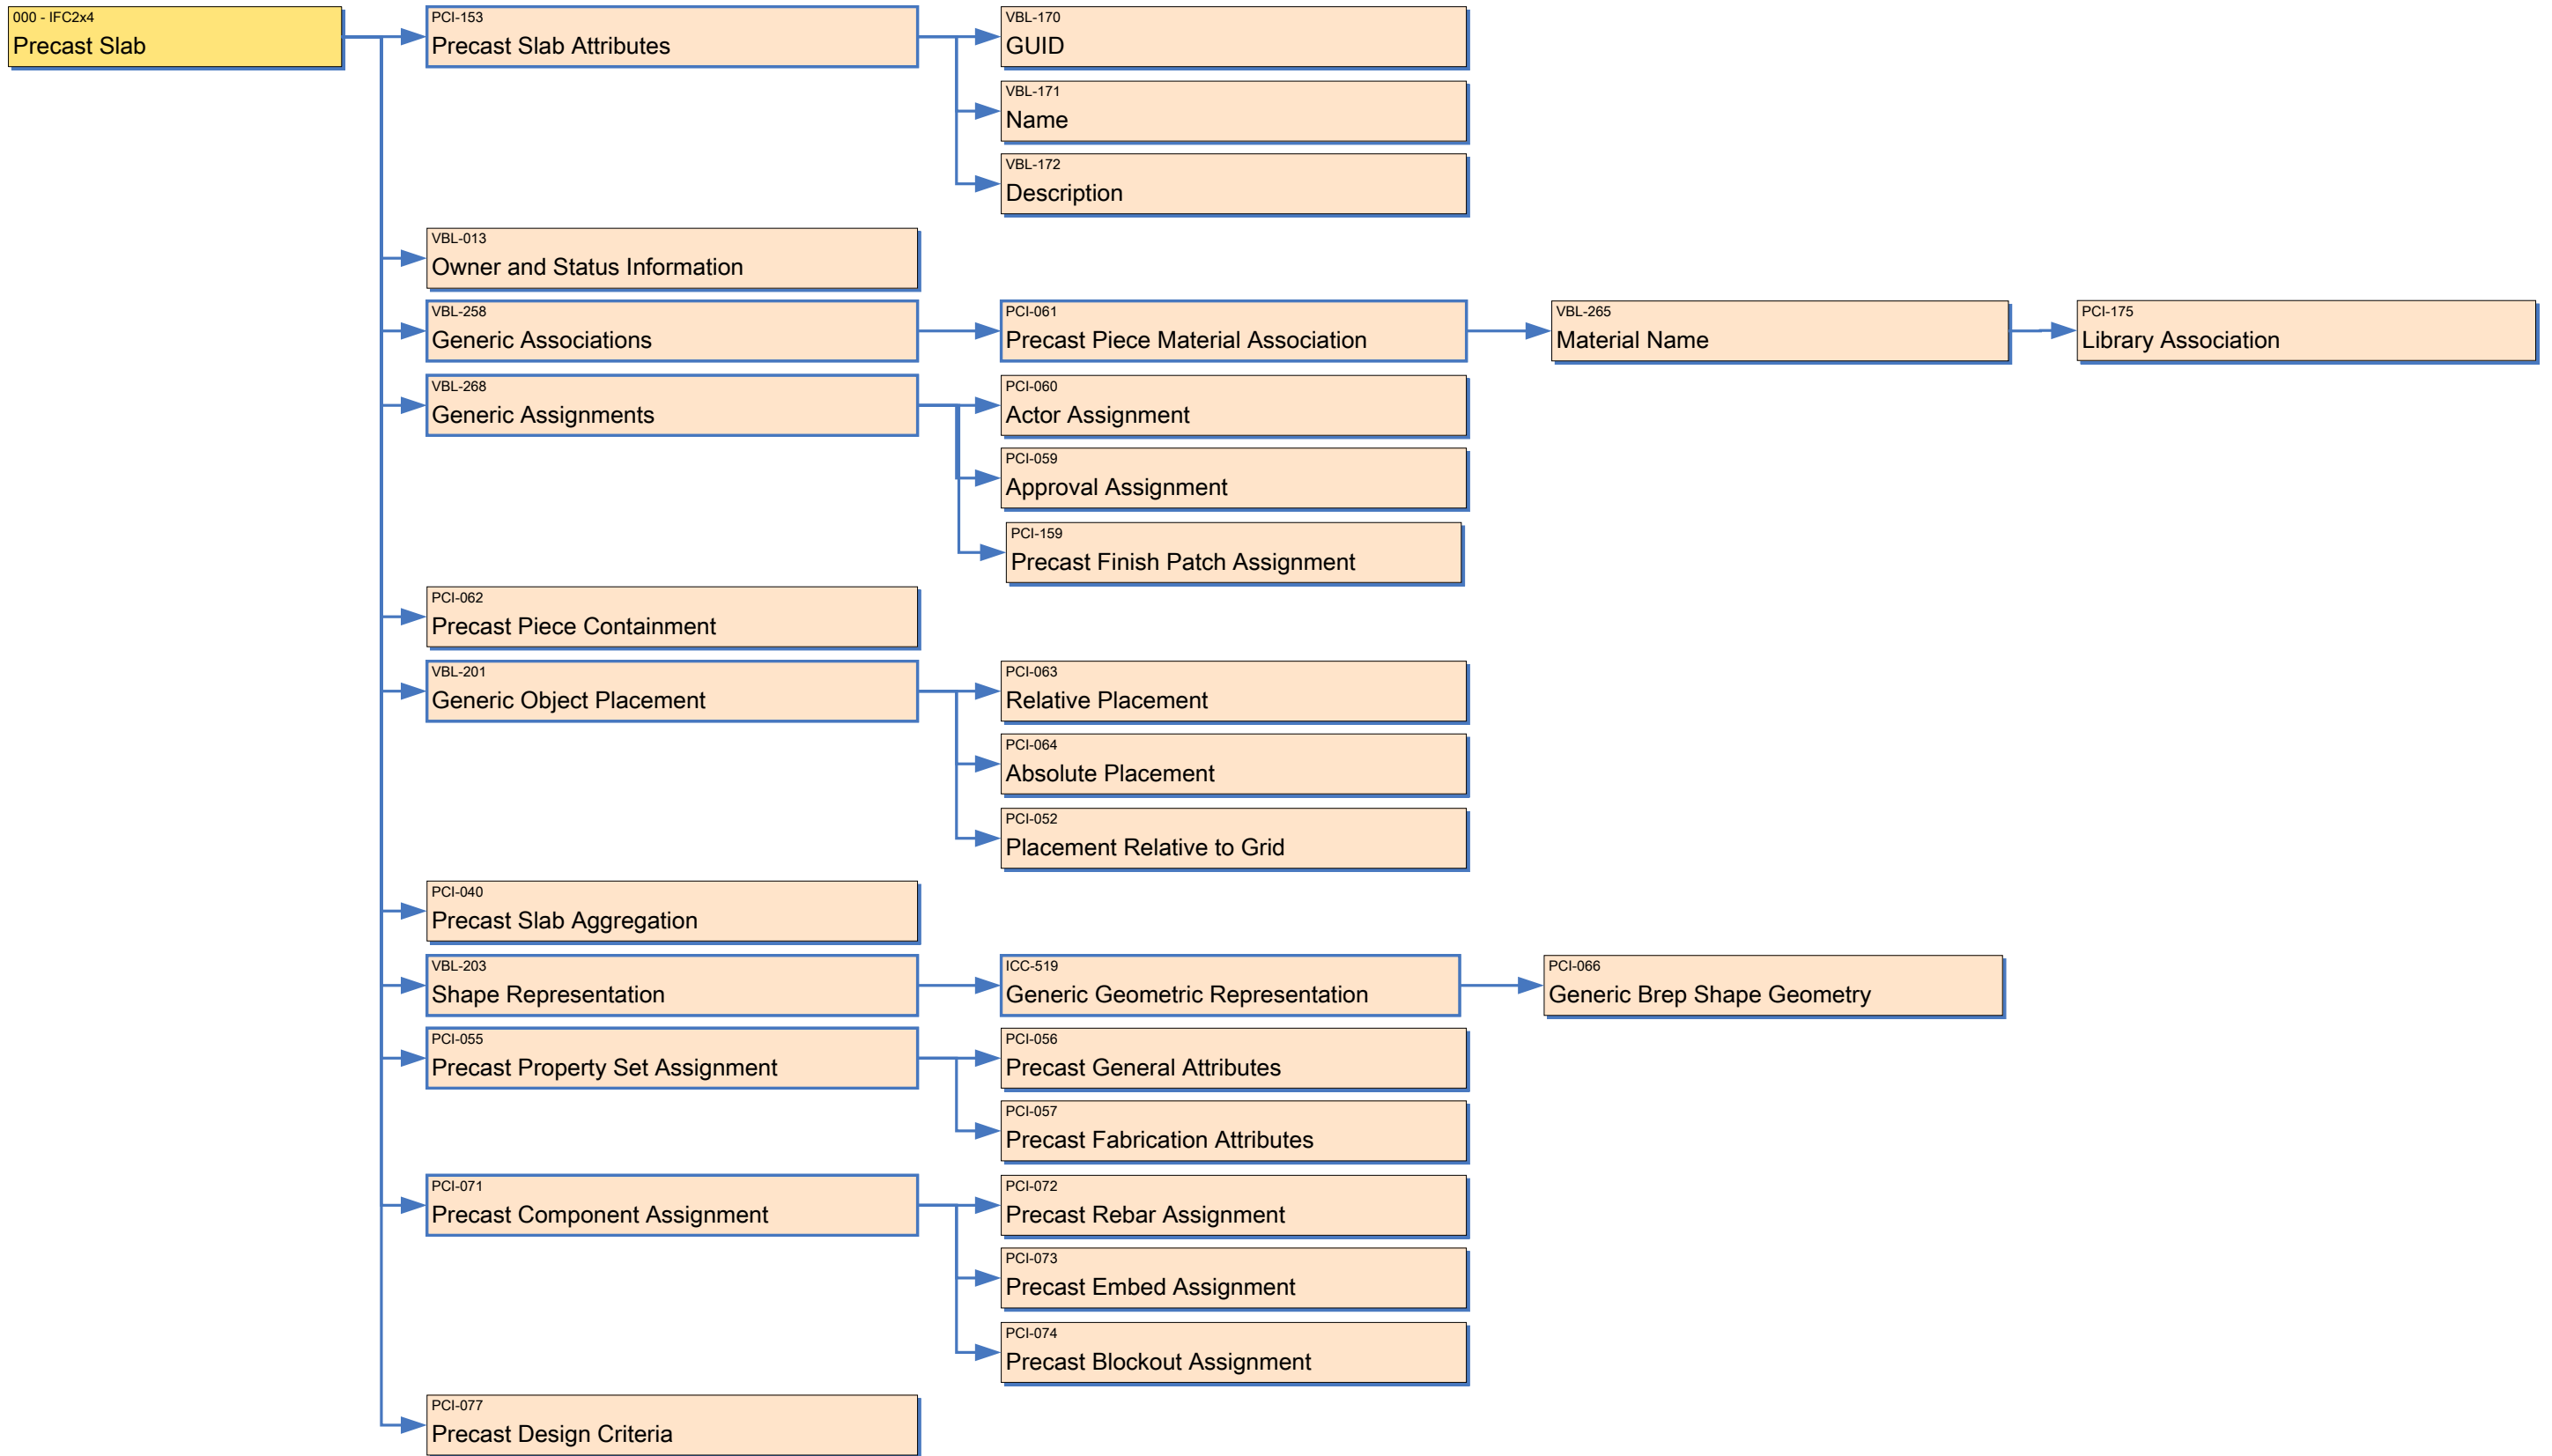 000 - IFC2x4
Precast Slab
PCI-153
Precast Slab Attributes
VBL-170
GUID
VBL-171
Name
VBL-172
Description
VBL-013
Owner and Status Information
VBL-258
Generic Associations
PCI-061
Precast Piece Material Association
VBL-265
Material Name
PCI-175
Library Association
VBL-268
Generic Assignments
PCI-060
Actor Assignment
PCI-059
Approval Assignment
PCI-159
Precast Finish Patch Assignment
PCI-062
Precast Piece Containment
VBL-201
Generic Object Placement
PCI-063
Relative Placement
PCI-064
Absolute Placement
PCI-052
Placement Relative to Grid
PCI-040
Precast Slab Aggregation
VBL-203
Shape Representation
ICC-519
Generic Geometric Representation
PCI-066
Generic Brep Shape Geometry
PCI-055
Precast Property Set Assignment
PCI-056
Precast General Attributes
PCI-057
Precast Fabrication Attributes
PCI-071
Precast Component Assignment
PCI-072
Precast Rebar Assignment
PCI-073
Precast Embed Assignment
PCI-074
Precast Blockout Assignment
PCI-077
Precast Design Criteria